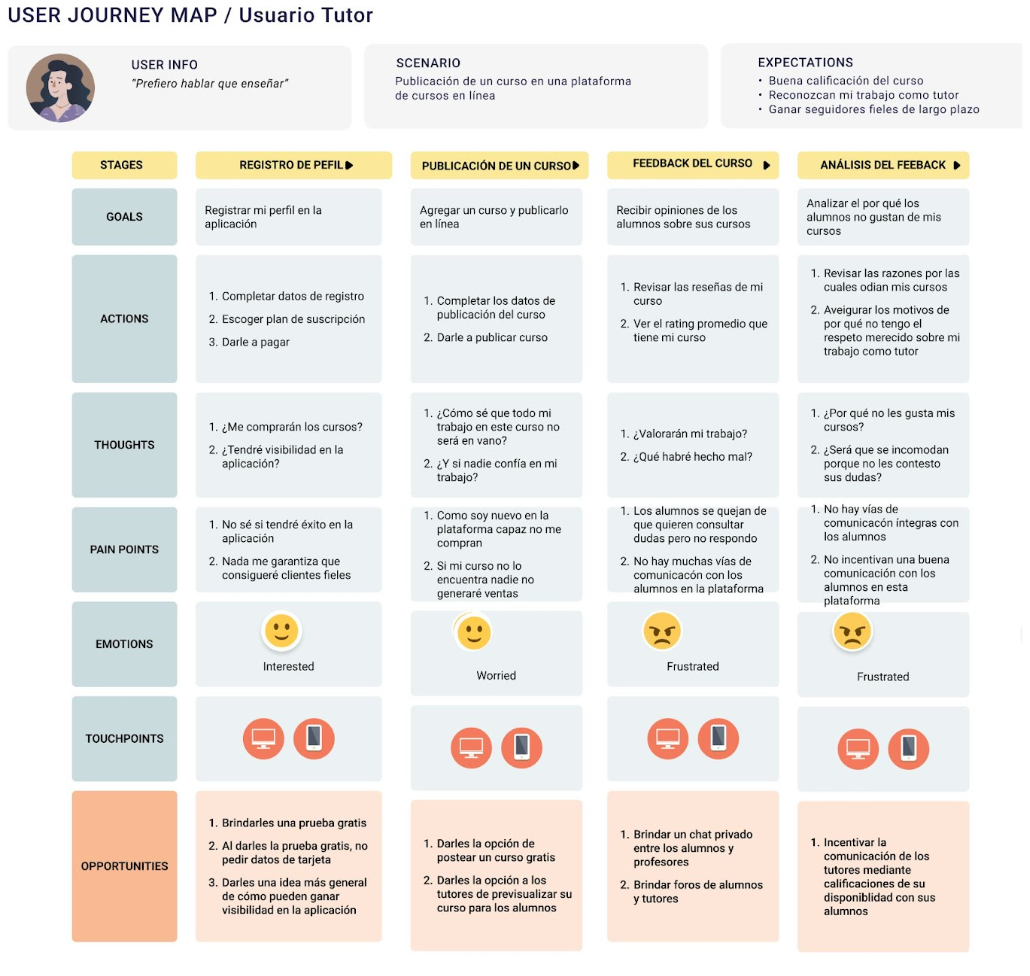 USER JOURNEY MAP / Usuario Tutor
USER INFO
"Prefiero hablar que enseñar"
SCENARIO
Publicación de un curso en una plataforma
de cursos en línea
EXPECTATIONS
• Buena calificación del curso
• Reconozcan mi trabajo como tutor
• Ganar seguidores fieles de largo plazo
STAGES
REGISTRO DE PEFIL
PUBLICACIÓN DE UN CURSO
FEEDBACK DEL CURSO
ANÁLISIS DEL FEEBACK
GOALS
Registrar mi perfil en la
aplicación
Agregar un curso y publicarlo
en línea
Recibir opiniones de los
alumnos sobre sus cursos
Analizar el por qué los
alumnos no gustan de mis
cursos
ACTIONS
1. Completar datos de registro
2. Escoger plan de suscripción
3. Darle a pagar
1. Completar los datos de
publicación del curso
2. Darle a publicar curso
1. Revisar las reseñas de mi
curso
2. Ver el rating promedio que
tiene mi curso
1. Revisar las razones por las
cuales odian mis cursos
2. Aveigurar los motivos de
por qué no tengo el
respeto merecido sobre mi
trabajo como tutor
THOUGHTS
1. ¿Me comprarán los cursos?
2. ¿Tendré visibilidad en la
aplicación?
1. ¿Cómo sé que todo mi
trabajo en este curso no
será en vano?
2. ¿Y si nadie confía en mi
trabajo?
1. ¿Valorarán mi trabajo?
2. ¿Qué habré hecho mal?
1. ¿Por qué no les gusta mis
cursos?
2. ¿Será que se incomodan
porque no les contesto
sus dudas?
PAIN POINTS
1. No sé si tendré éxito en la
aplicación
2. Nada me garantiza que
consigueré clientes fieles
1. Como soy nuevo en la
plataforma capaz no me
compran
2. Si mi curso no lo
encuentra nadie no
generaré ventas
1. Los alumnos se quejan de
que quieren consultar
dudas pero no respondo
2. No hay muchas vías de
comunicacón con los
alumnos en la plataforma
1. No hay vías de
comunicacón íntegras con
los alumnos
2. No incentivan una buena
comunicación con los
alumnos en esta
plataforma
EMOTIONS
Interested
Worried
Frustrated
Frustrated
TOUCHPOINTS
OPPORTUNITIES
1. Brindarles una prueba gratis
2. Al darles la prueba gratis, no
pedir datos de tarjeta
3. Darles una idea más general
de cómo pueden ganar
visibilidad en la aplicación
1. Darles la opción de
postear un curso gratis
2. Darles la opción a los
tutores de previsualizar su
curso para los alumnos
1. Brindar un chat privado
entre los alumnos y
profesores
2. Brindar foros de alumnos
y tutores
1. Incentivar la
comunicación de los
tutores mediante
calificaciones de su
disponiblidad con sus
alumnos